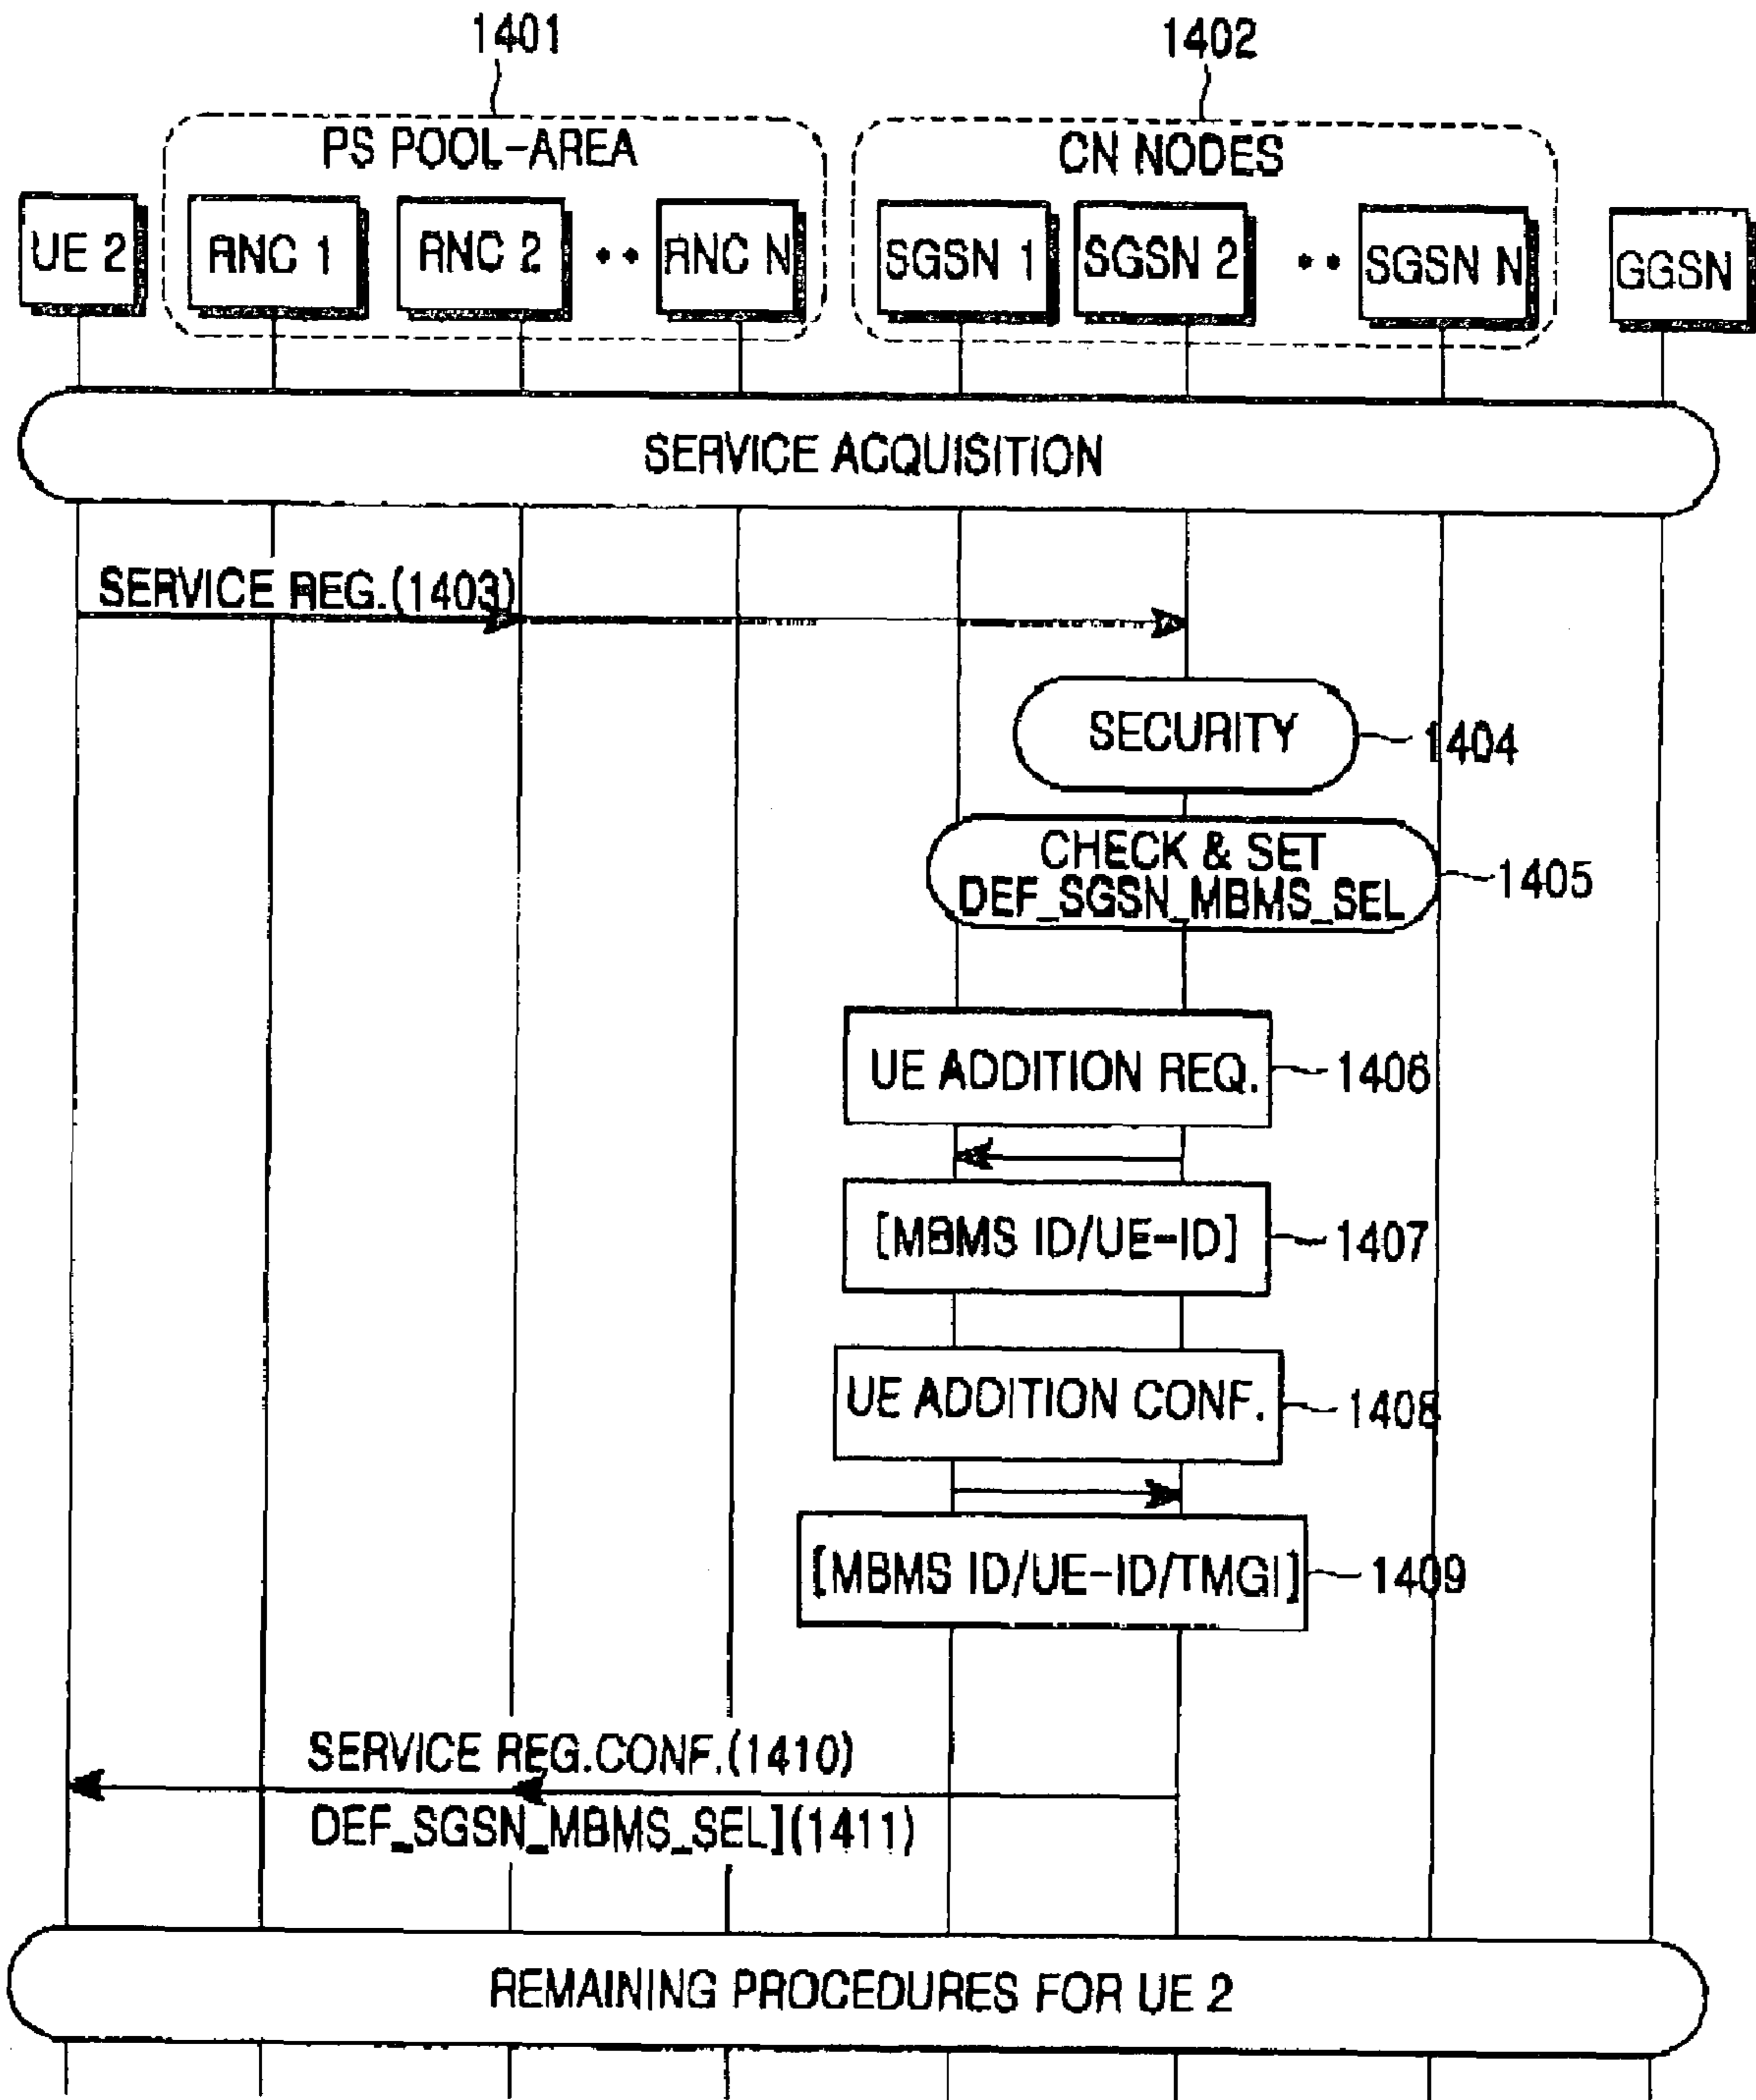 1401
1402
PS POOL-AREA
CN NODES
UE 2
RNC 1
RNC 2
••
RNC N
SGSN 1
SGSN 2
••
SGSN N
GGSN
SERVICE ACQUISITION
SERVICE REG.(1403)
SECURITY
1404
CHECK & SET
DEF_SGSN_MBMS_SEL
1405
UE ADDITION REQ.
1406
[MBMS ID/UE-ID]
1407
UE ADDITION CONF.
1408
[MBMS ID/UE-ID/TMGI]
1409
SERVICE REG.CONF.(1410)
DEF_SGSN_MBMS_SEL](1411)
REMAINING PROCEDURES FOR UE 2